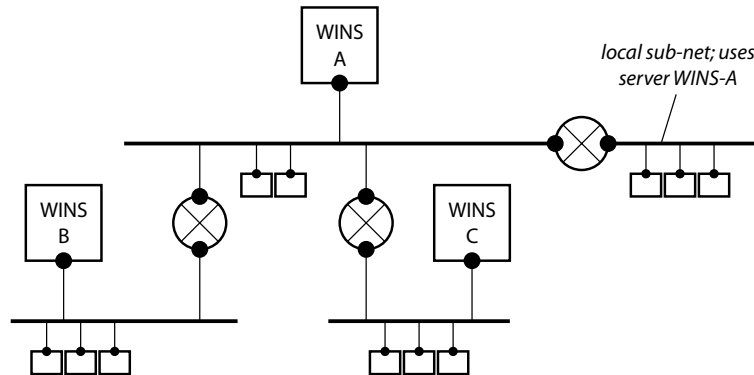 WINS
A
local sub-net; uses
server WINS-A
WINS
B
WINS
C